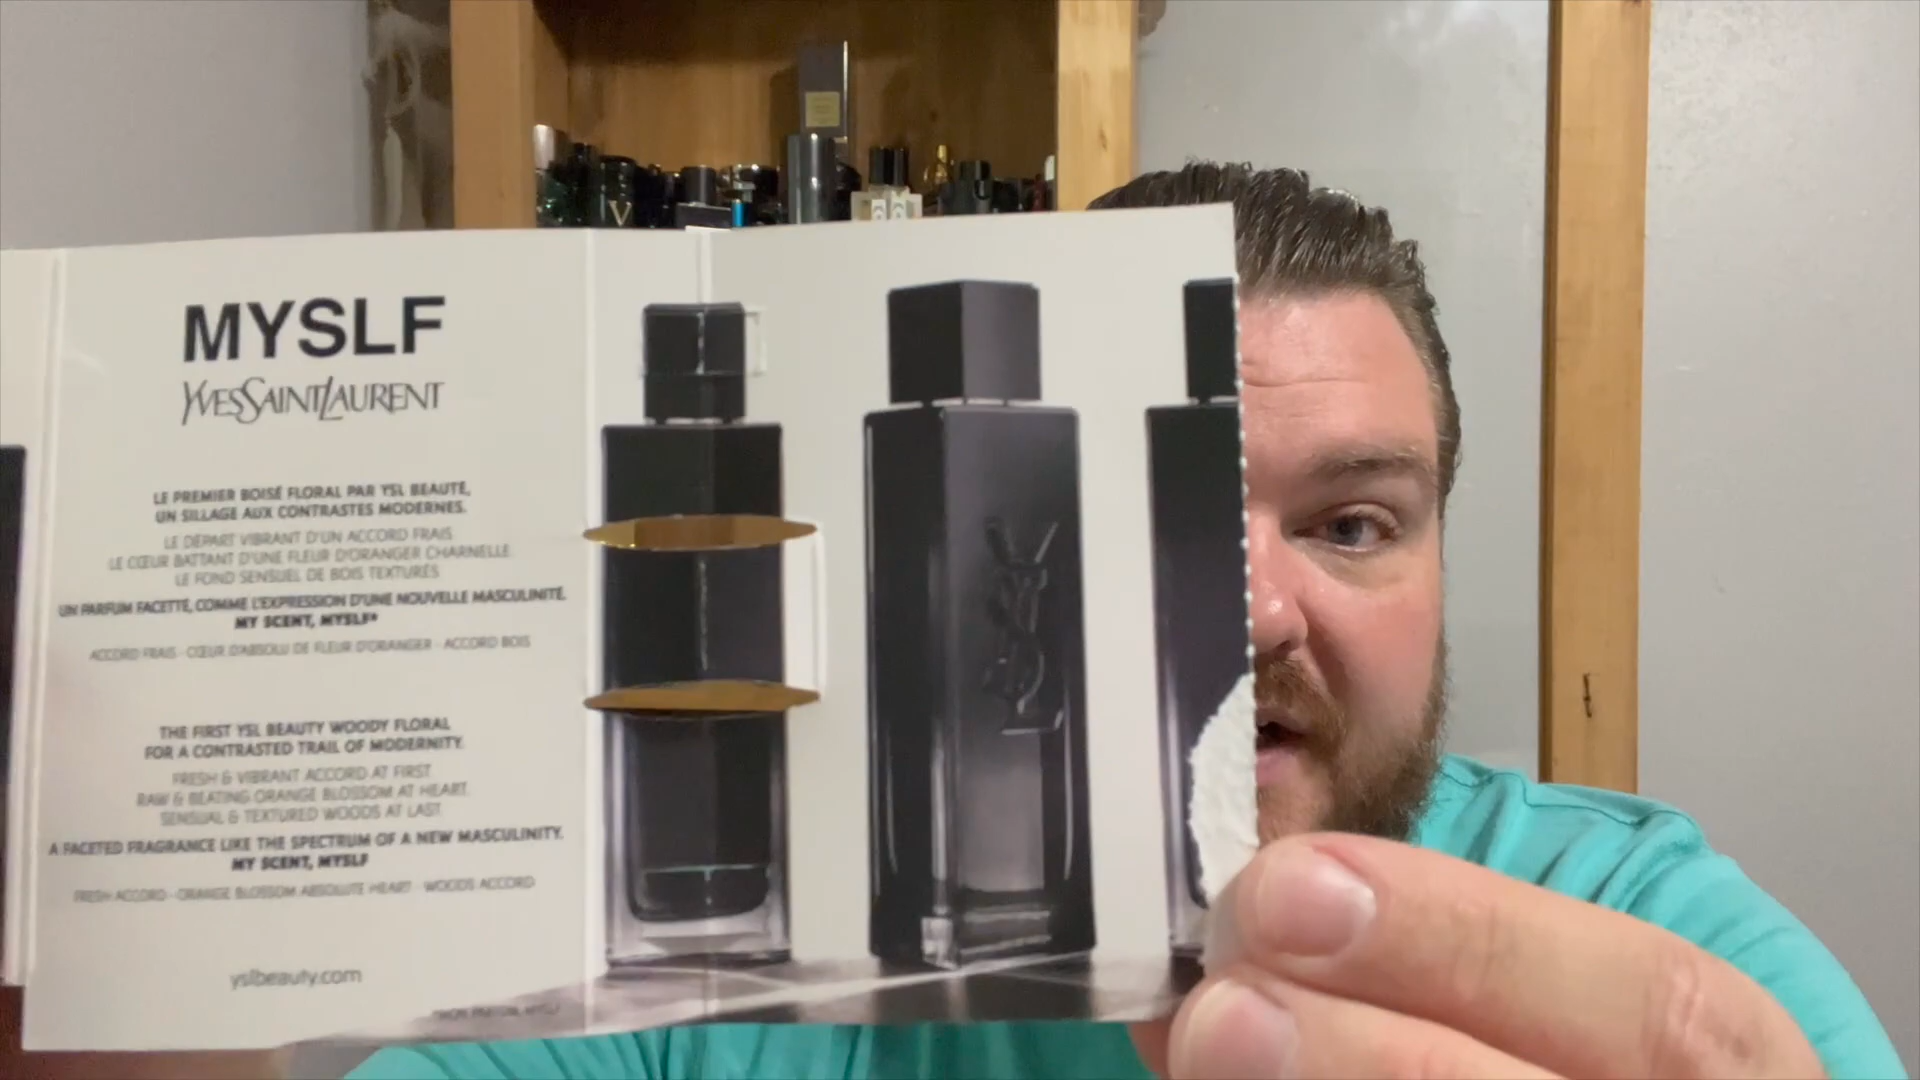 MYSLF
YVESSAINTLAURENT
LE PREMIER BOISÉ FLORAL PAR YSL BEAUTÉ,
UN SILLAGE AUX CONTRASTES MODERNES.
LE DÉPART VIBRANT D'UN ACCORD FRAIS
LE CŒUR BATTANT D'UNE FLEUR D'ORANGER CHARNELLE
LE FOND SENSUEL DE BOIS TEXTURÉS
UN PARFUM FACETTÉ, COMME L'EXPRESSION D'UNE NOUVELLE MASCULINITÉ.
MY SCENT, MYSLF*
ACCORD FRAIS - CŒUR D'ABSOLU DE FLEUR D'ORANGER - ACCORD BOIS
THE FIRST YSL BEAUTY WOODY FLORAL
FOR A CONTRASTED TRAIL OF MODERNITY.
FRESH & VIBRANT ACCORD AT FIRST
RAW & BEATING ORANGE BLOSSOM AT HEART
SENSUAL & TEXTURED WOODS AT LAST
A FACETED FRAGRANCE LIKE THE SPECTRUM OF A NEW MASCULINITY.
MY SCENT, MYSLF
FRESH ACCORD - ORANGE BLOSSOM ABSOLUTE HEART - WOODS ACCORD
yslbeauty.com
*MON PARFUM, MYSLF
YSL
V